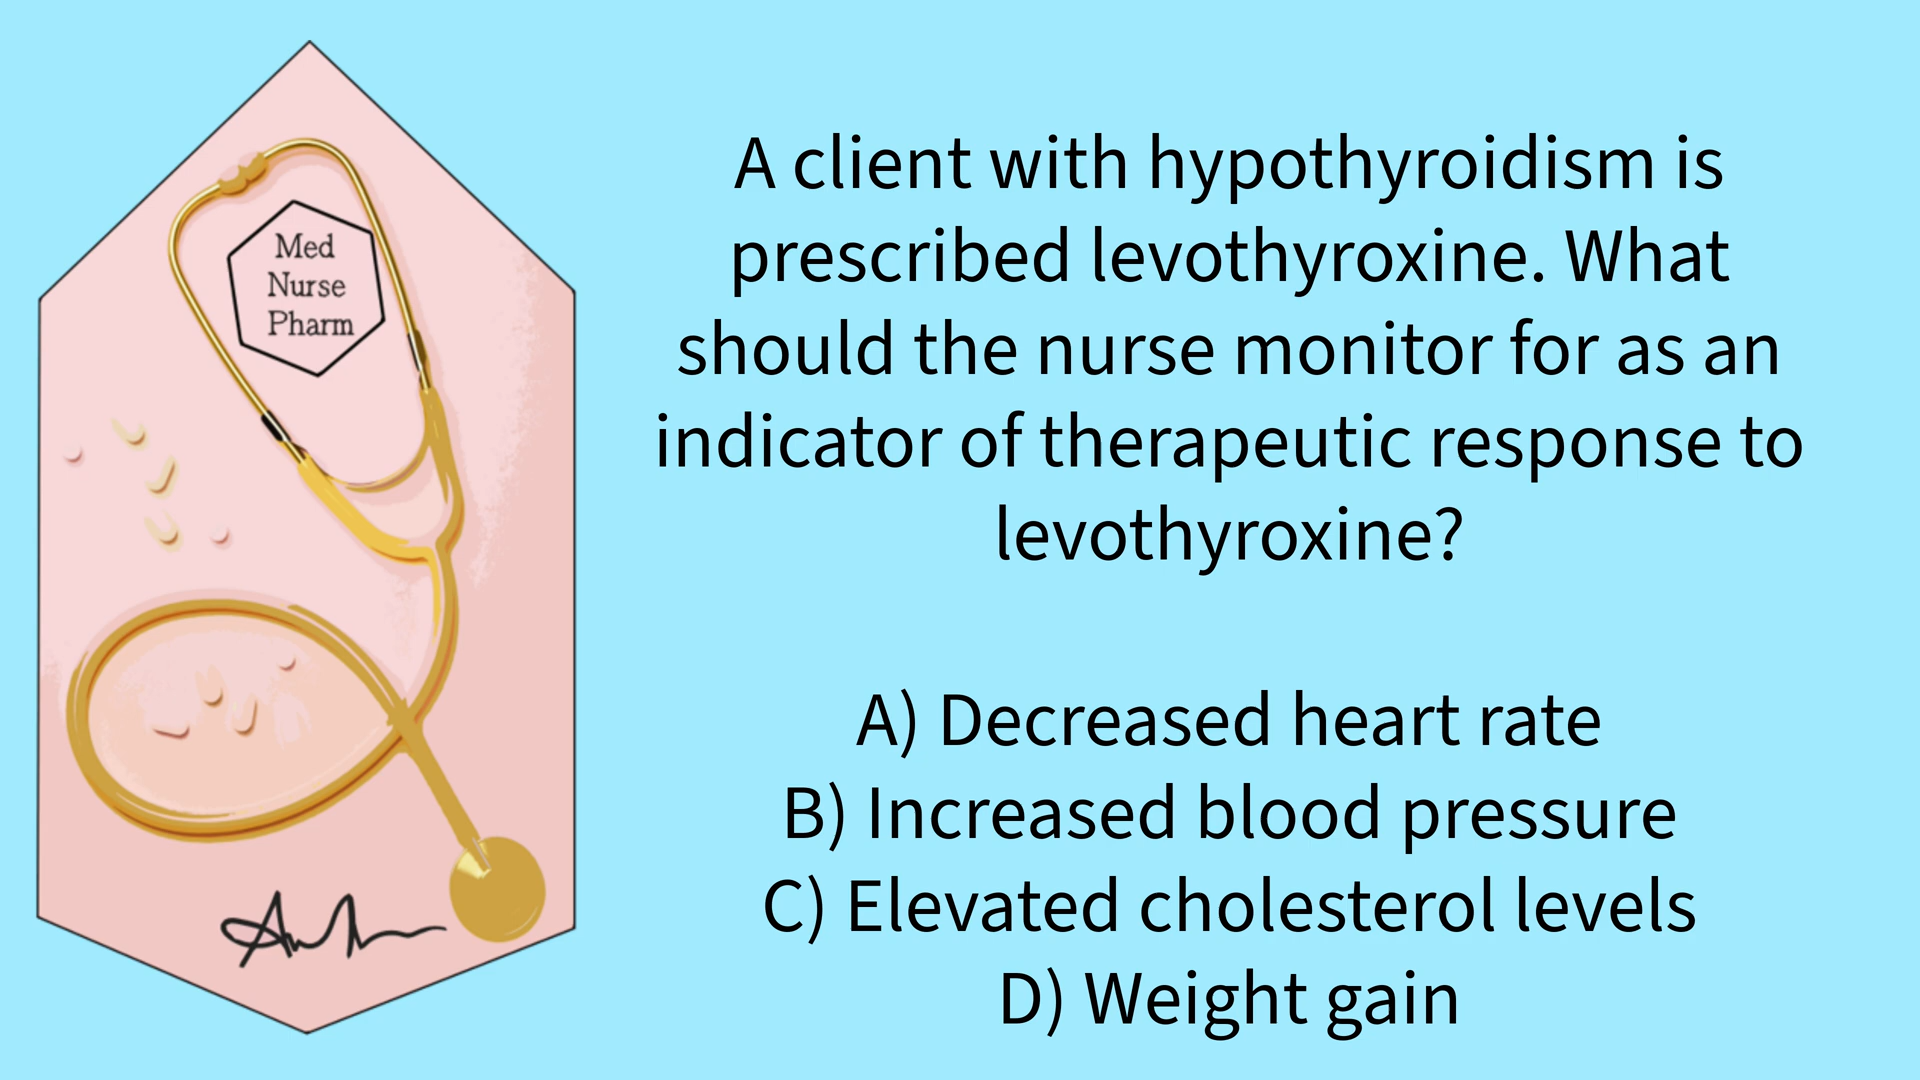 Med
Nurse
Pharm
A client with hypothyroidism is
prescribed levothyroxine. What
should the nurse monitor for as an
indicator of therapeutic response to
levothyroxine?
A) Decreased heart rate
B) Increased blood pressure
C) Elevated cholesterol levels
D) Weight gain